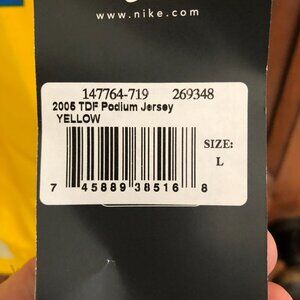 www.nike.com
147764-719 269348
2005 TDF Podium Jersey
YELLOW
SIZE:
L
7 45889 38516 8